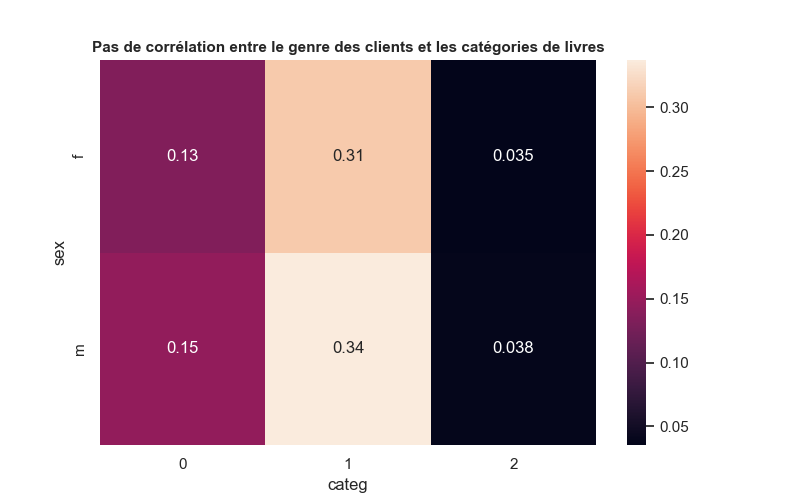 Pas de corrélation entre le genre des clients et les catégories de livres
0.13 0.31 0.035
0.15 0.34 0.038
f
m
sex
0 1 2
categ
0.30
0.25
0.20
0.15
0.10
0.05